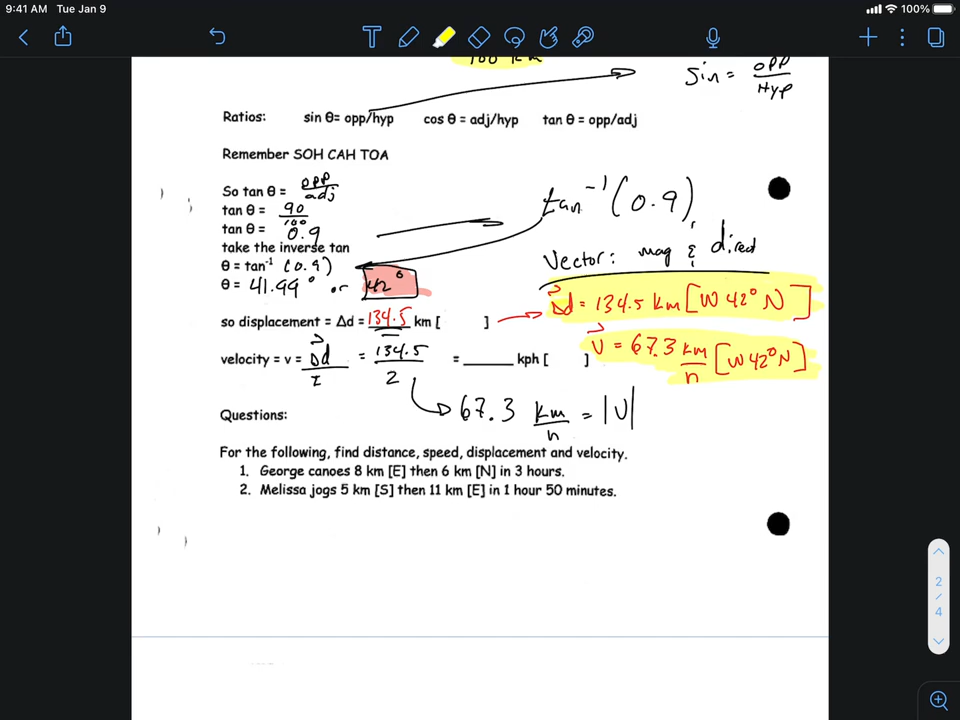 9:41 AM Tue Jan 9
100%
100 km
sin = opp
Hyp
Ratios: sin θ= opp/hyp cos θ = adj/hyp tan θ = opp/adj
Remember SOH CAH TOA
So tan θ = opp
adj
tan θ = 90
100
tan θ = 0.9
tan⁻¹(0.9)
take the inverse tan
θ = tan⁻¹ (0.9)
θ = 41.99° or 42°
Vector: mag & direct
Δd = 134.5 km [W 42° N]
so displacement = Δd = 134.5 km [ ]
v = 67.3 km [W 42° N]
h
velocity = v = Δd = 134.5 = ______ kph [ ]
t 2
67.3 km = |v|
h
Questions:
For the following, find distance, speed, displacement and velocity.
1. George canoes 8 km [E] then 6 km [N] in 3 hours.
2. Melissa jogs 5 km [S] then 11 km [E] in 1 hour 50 minutes.
2
/
4